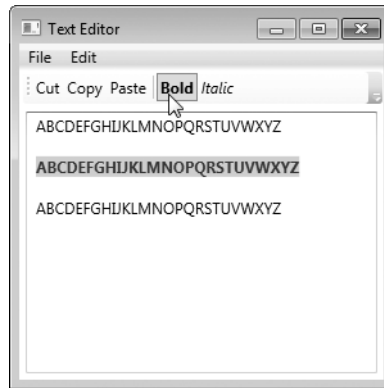 Text Editor
File Edit
Cut Copy Paste Bold Italic
ABCDEFGHIJKLMNOPQRSTUVWXYZ
ABCDEFGHIJKLMNOPQRSTUVWXYZ
ABCDEFGHIJKLMNOPQRSTUVWXYZ